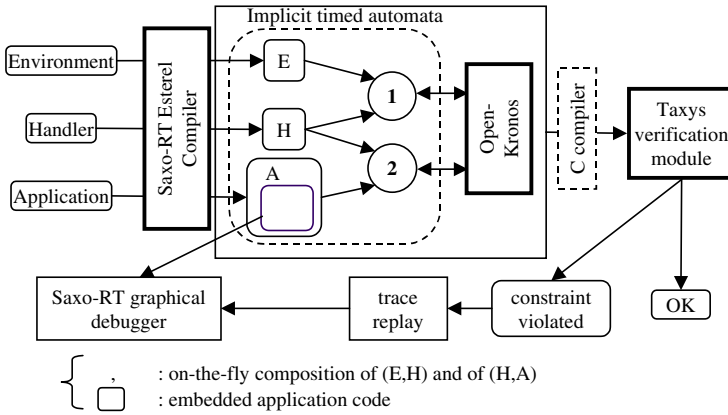 Implicit timed automata
Environment
Handler
Application
Saxo-RT Esterel
Compiler
E
H
A
1
2
Open-
Kronos
C compiler
Taxys
verification
module
Saxo-RT graphical
debugger
trace
replay
constraint
violated
OK
, : on-the-fly composition of (E,H) and of (H,A)
: embedded application code